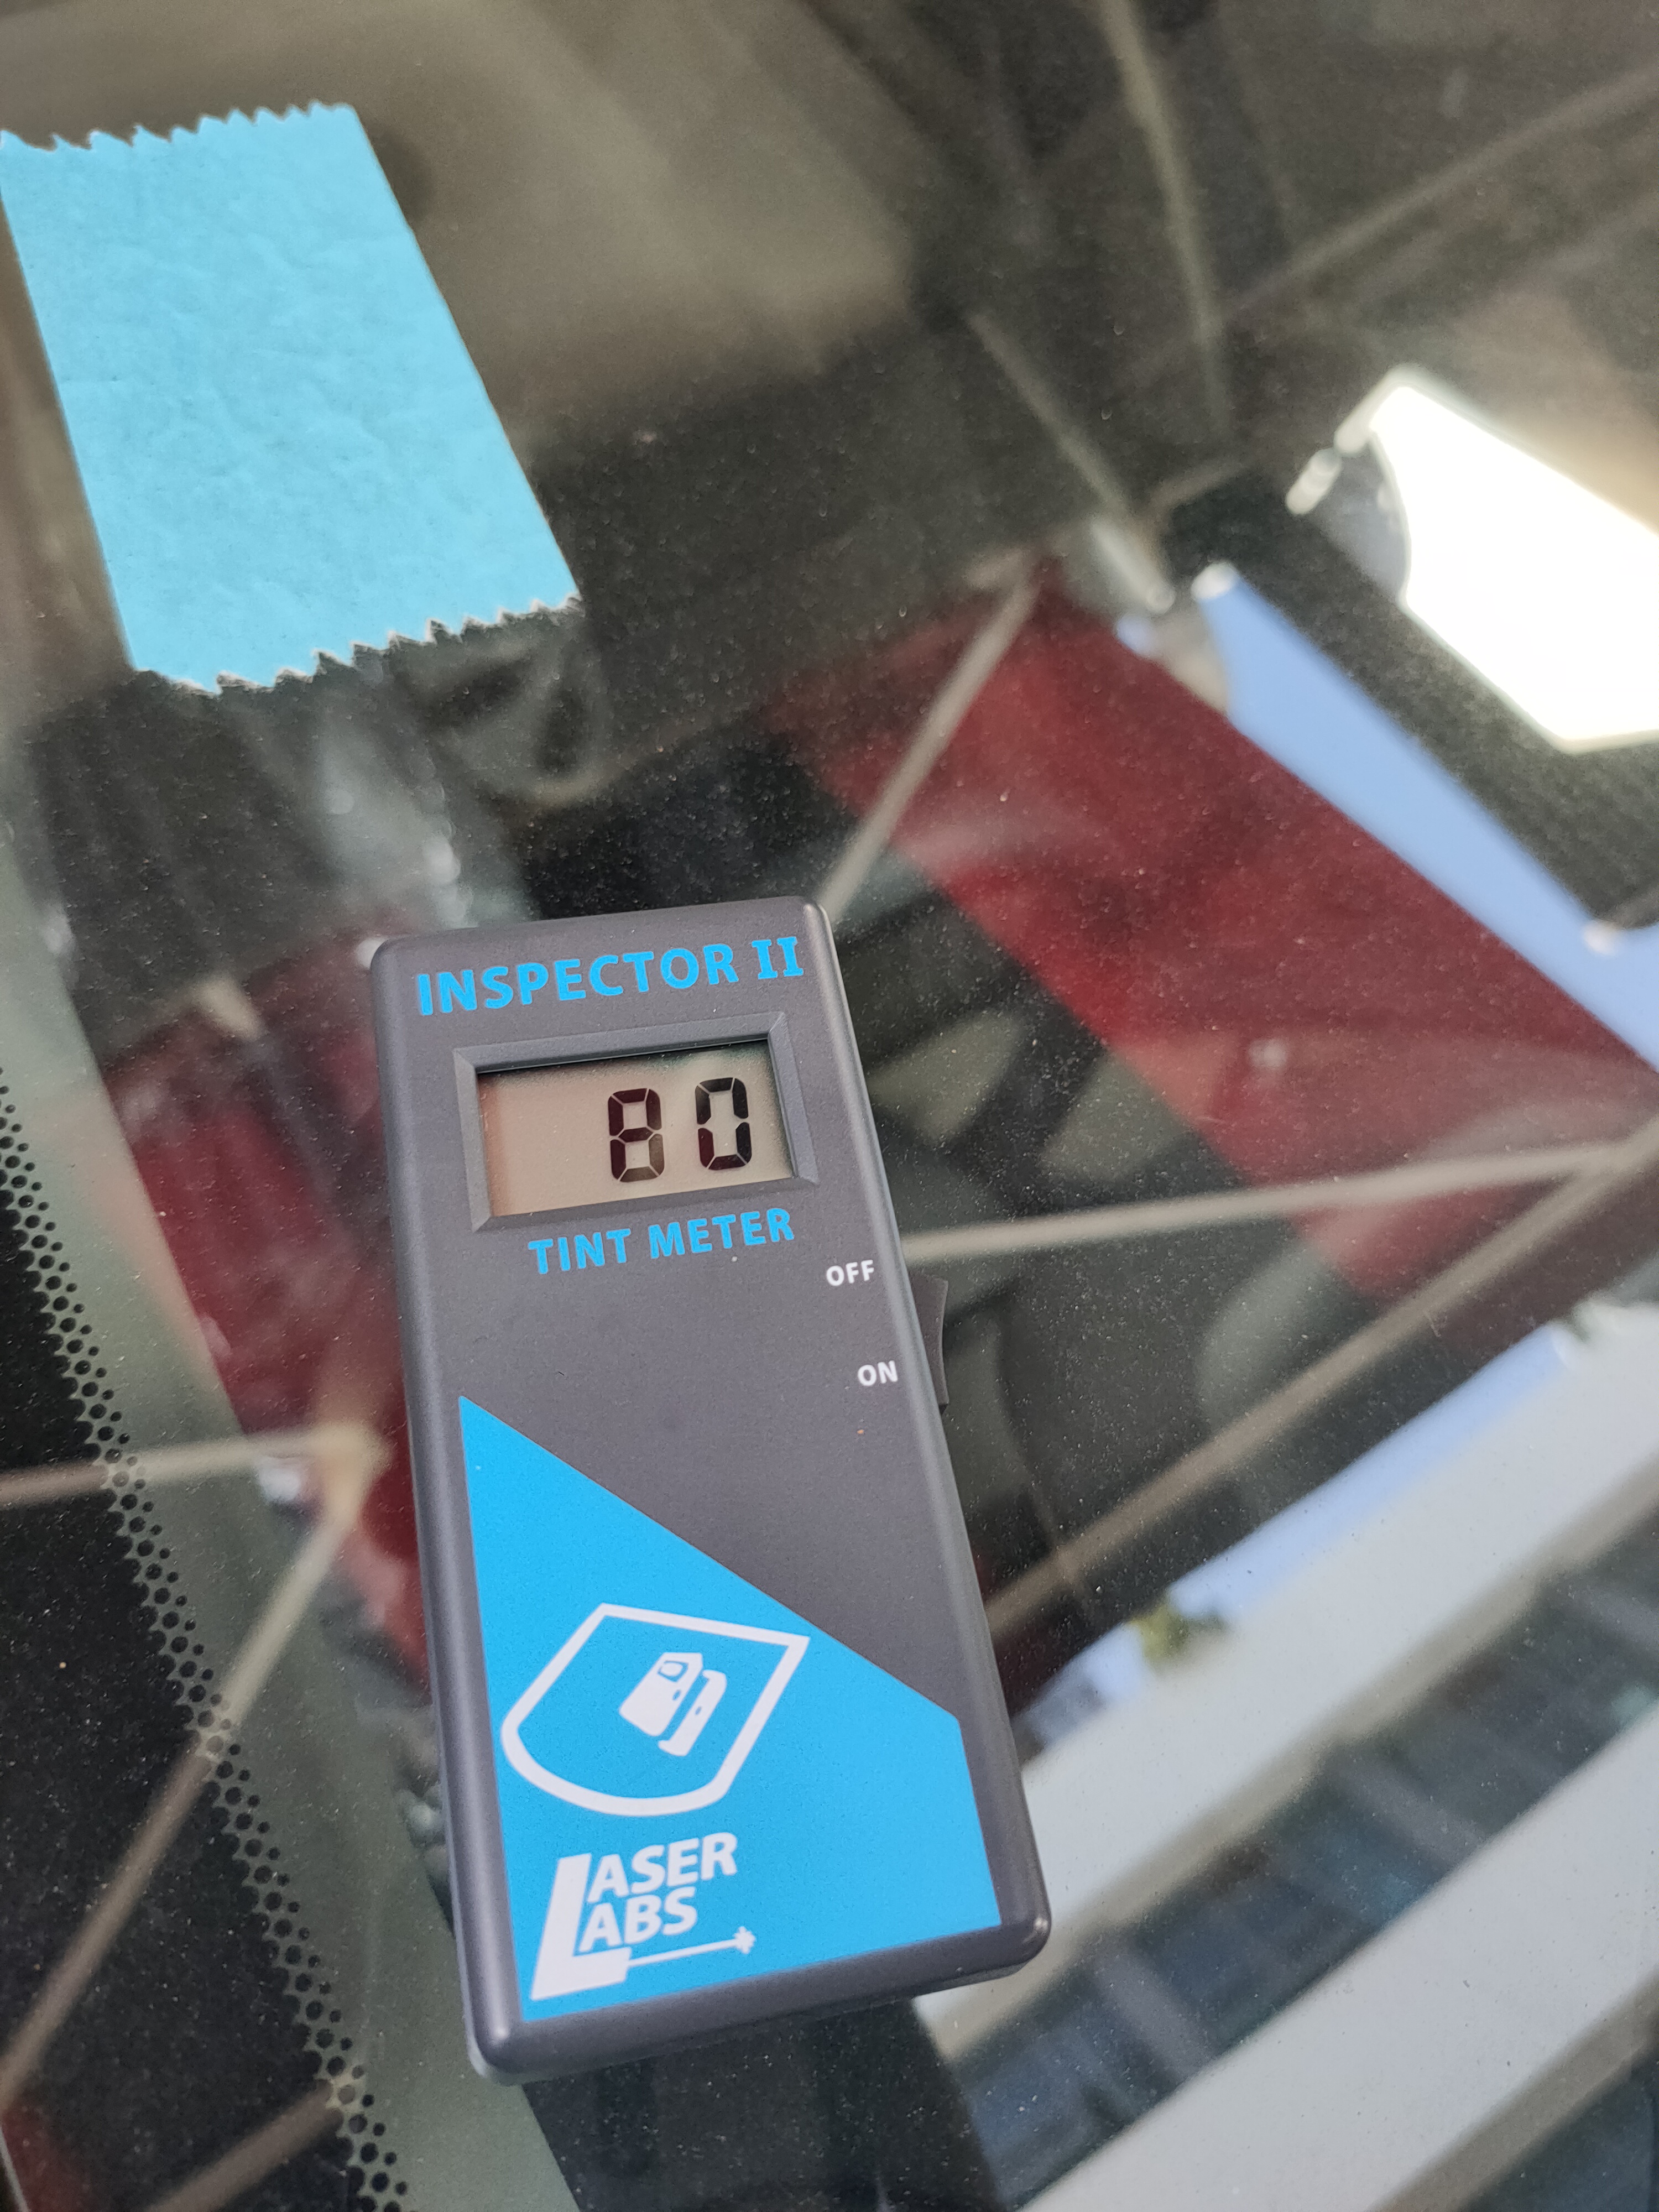 INSPECTOR II
80
TINT METER
OFF
ON
LASER
LABS